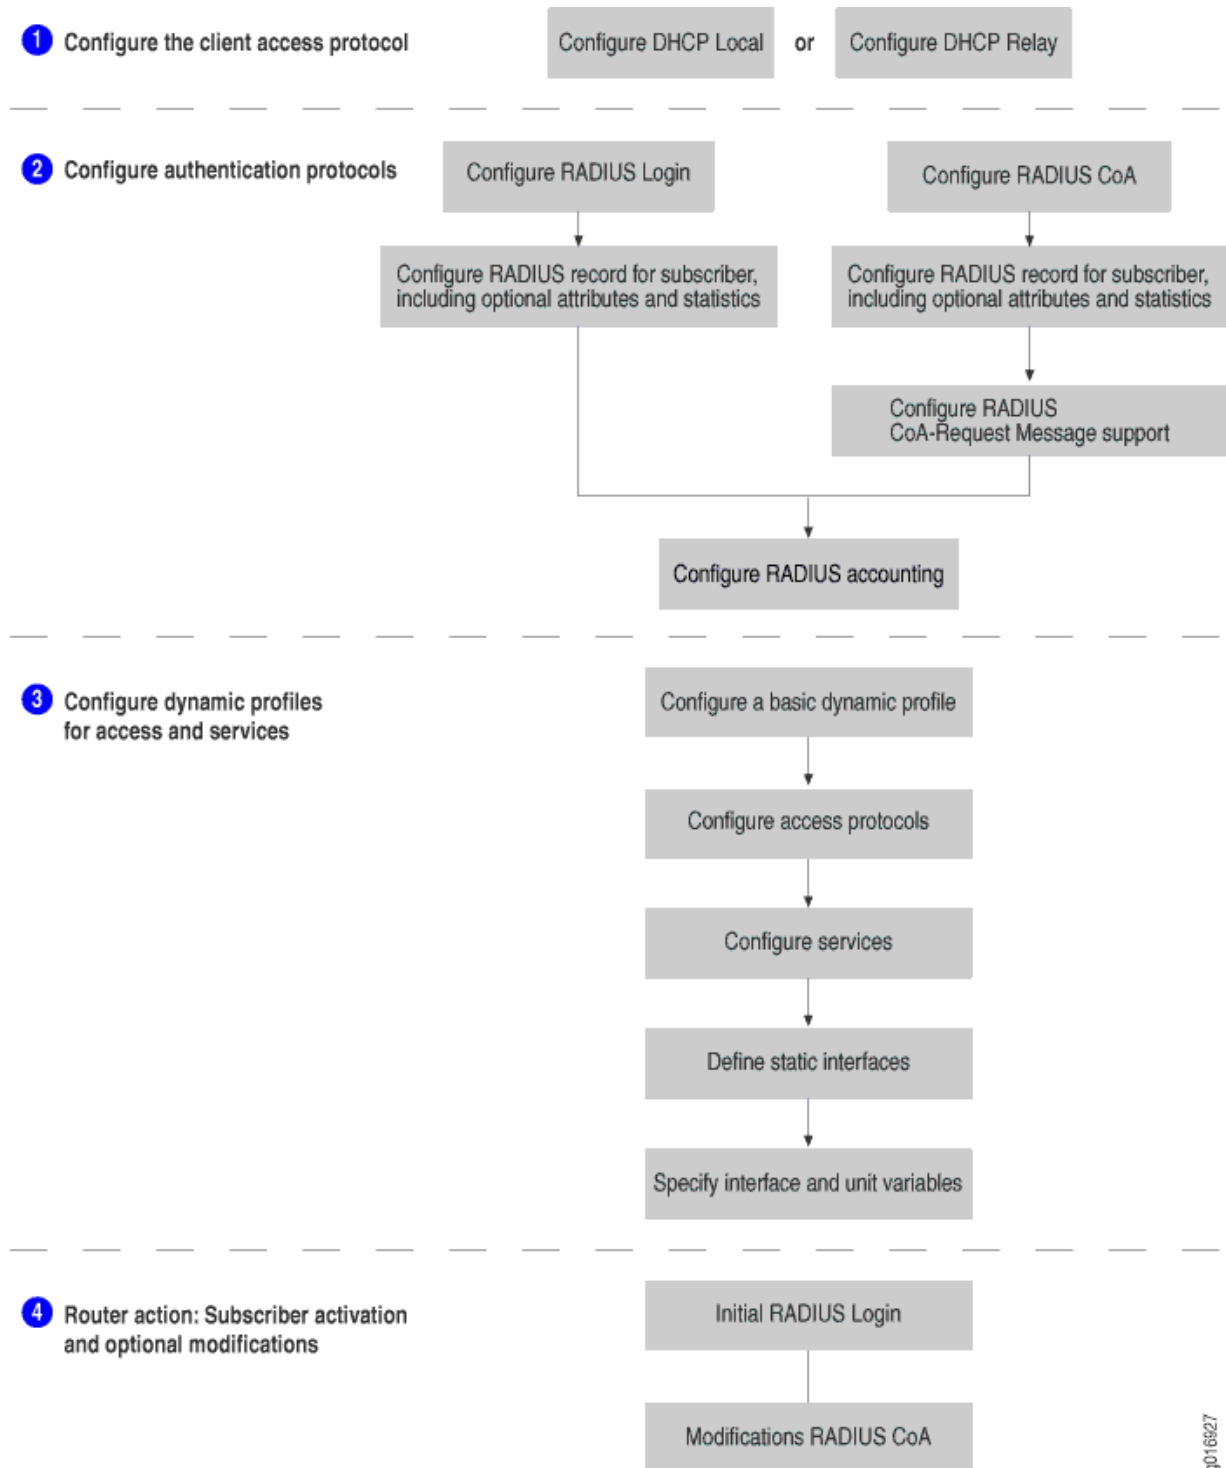 1 Configure the client access protocol
Configure DHCP Local
or
Configure DHCP Relay
2 Configure authentication protocols
Configure RADIUS Login
Configure RADIUS CoA
Configure RADIUS record for subscriber,
including optional attributes and statistics
Configure RADIUS record for subscriber,
including optional attributes and statistics
Configure RADIUS
CoA-Request Message support
Configure RADIUS accounting
3 Configure dynamic profiles
for access and services
Configure a basic dynamic profile
Configure access protocols
Configure services
Define static interfaces
Specify interface and unit variables
4 Router action: Subscriber activation
and optional modifications
Initial RADIUS Login
Modifications RADIUS CoA
g016927